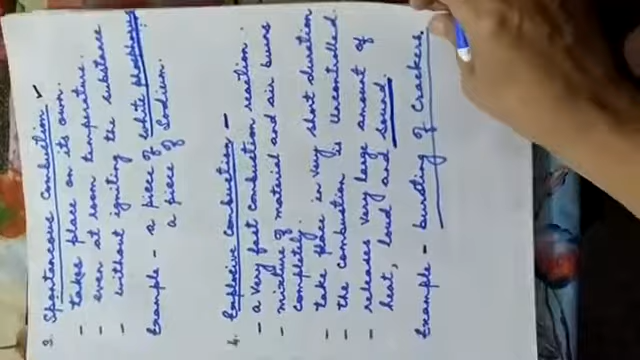 3. Spontaneous Combustion
- takes place on its own.
- even at room temperature.
- without igniting the substance
Example - a piece of white phosphorus
a piece of Sodium.
4. Explosive Combustion -
- a very fast combustion reaction.
- mixture of material and air burns
completely.
- take place in very short duration
- the combustion is uncontrolled.
- releases very large amount of
heat, loud and sound.
Example - bursting of Crackers,